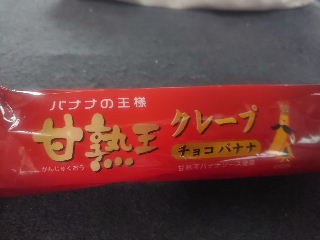 バナナの王様
甘熟王
かんじゅくおう
クレープ
チョコバナナ